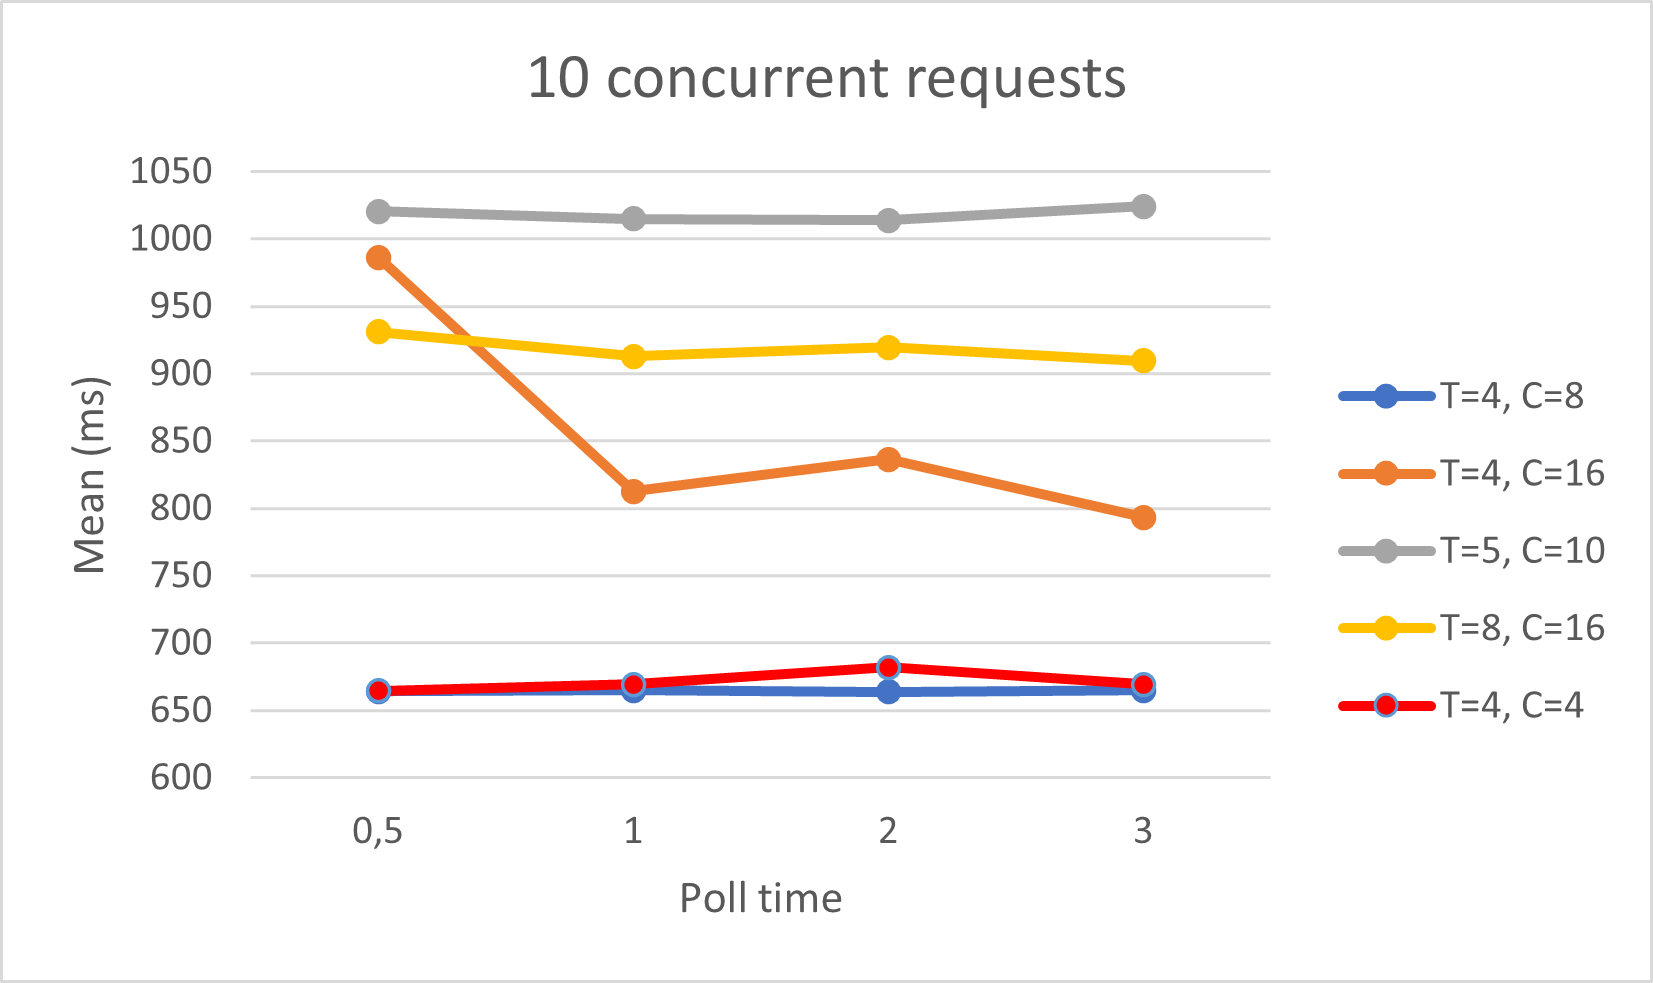 10 concurrent requests
1050
1000
950
900
850
800
750
700
650
600
Mean (ms)
0,5 1 2 3
Poll time
T=4, C=8
T=4, C=16
T=5, C=10
T=8, C=16
T=4, C=4